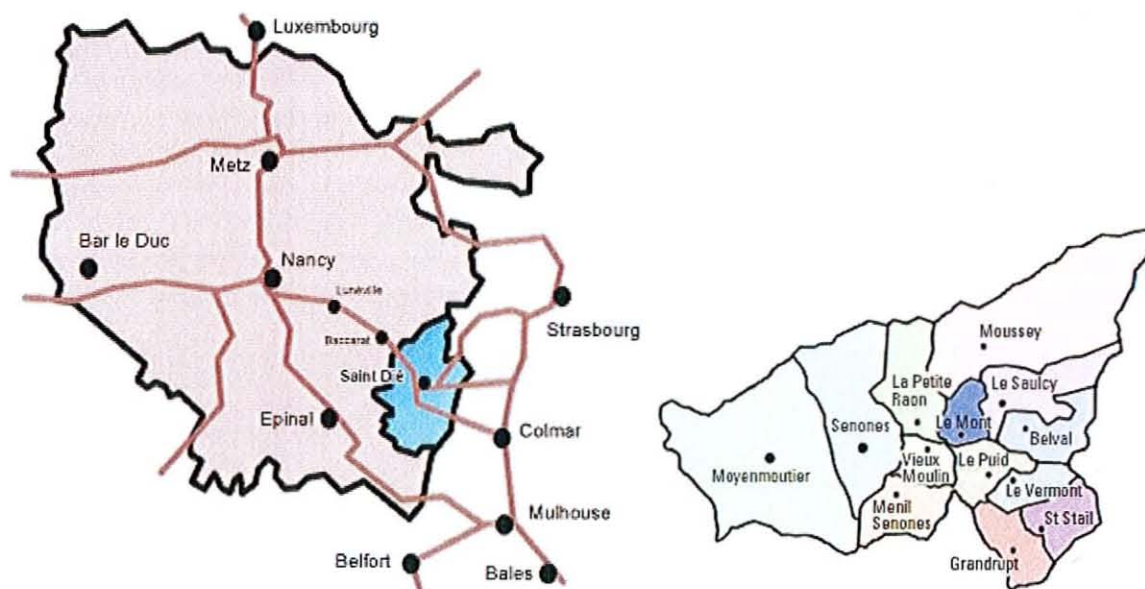 Luxembourg
Metz
Bar le Duc
Nancy
Lunéville
Baccarat
Strasbourg
Saint Dié
Epinal
Colmar
Mulhouse
Belfort
Bales
Moussey
La Petite
Raon
Le Saulcy
Le Mont
Senones
Belval
Vieux
Moulin
Le Puid
Moyenmoutier
Le Vermont
Menil
Senones
St Stail
Grandrupt